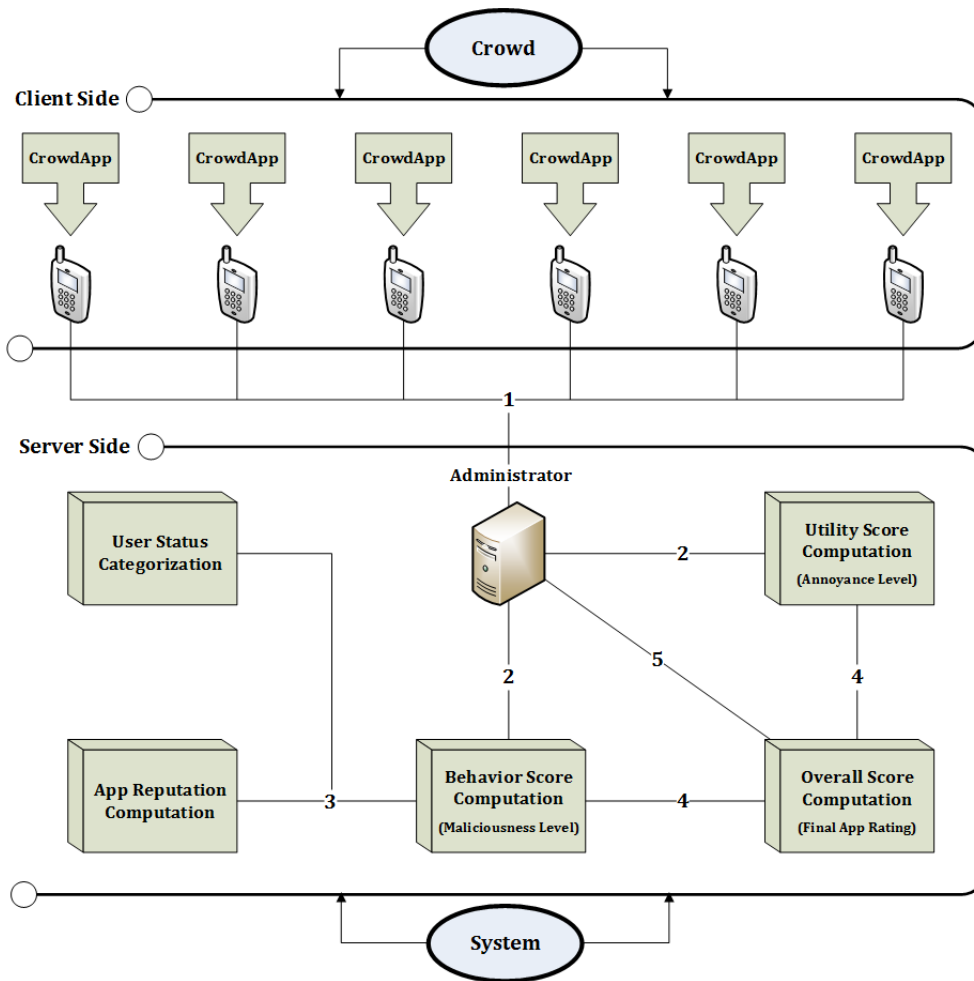 Crowd
Client Side
CrowdApp CrowdApp CrowdApp CrowdApp CrowdApp CrowdApp
1
Server Side
Administrator
User Status
Categorization
2
Utility Score
Computation
(Annoyance Level)
2
5
4
App Reputation
Computation
3
Behavior Score
Computation
(Maliciousness Level)
4
Overall Score
Computation
(Final App Rating)
System